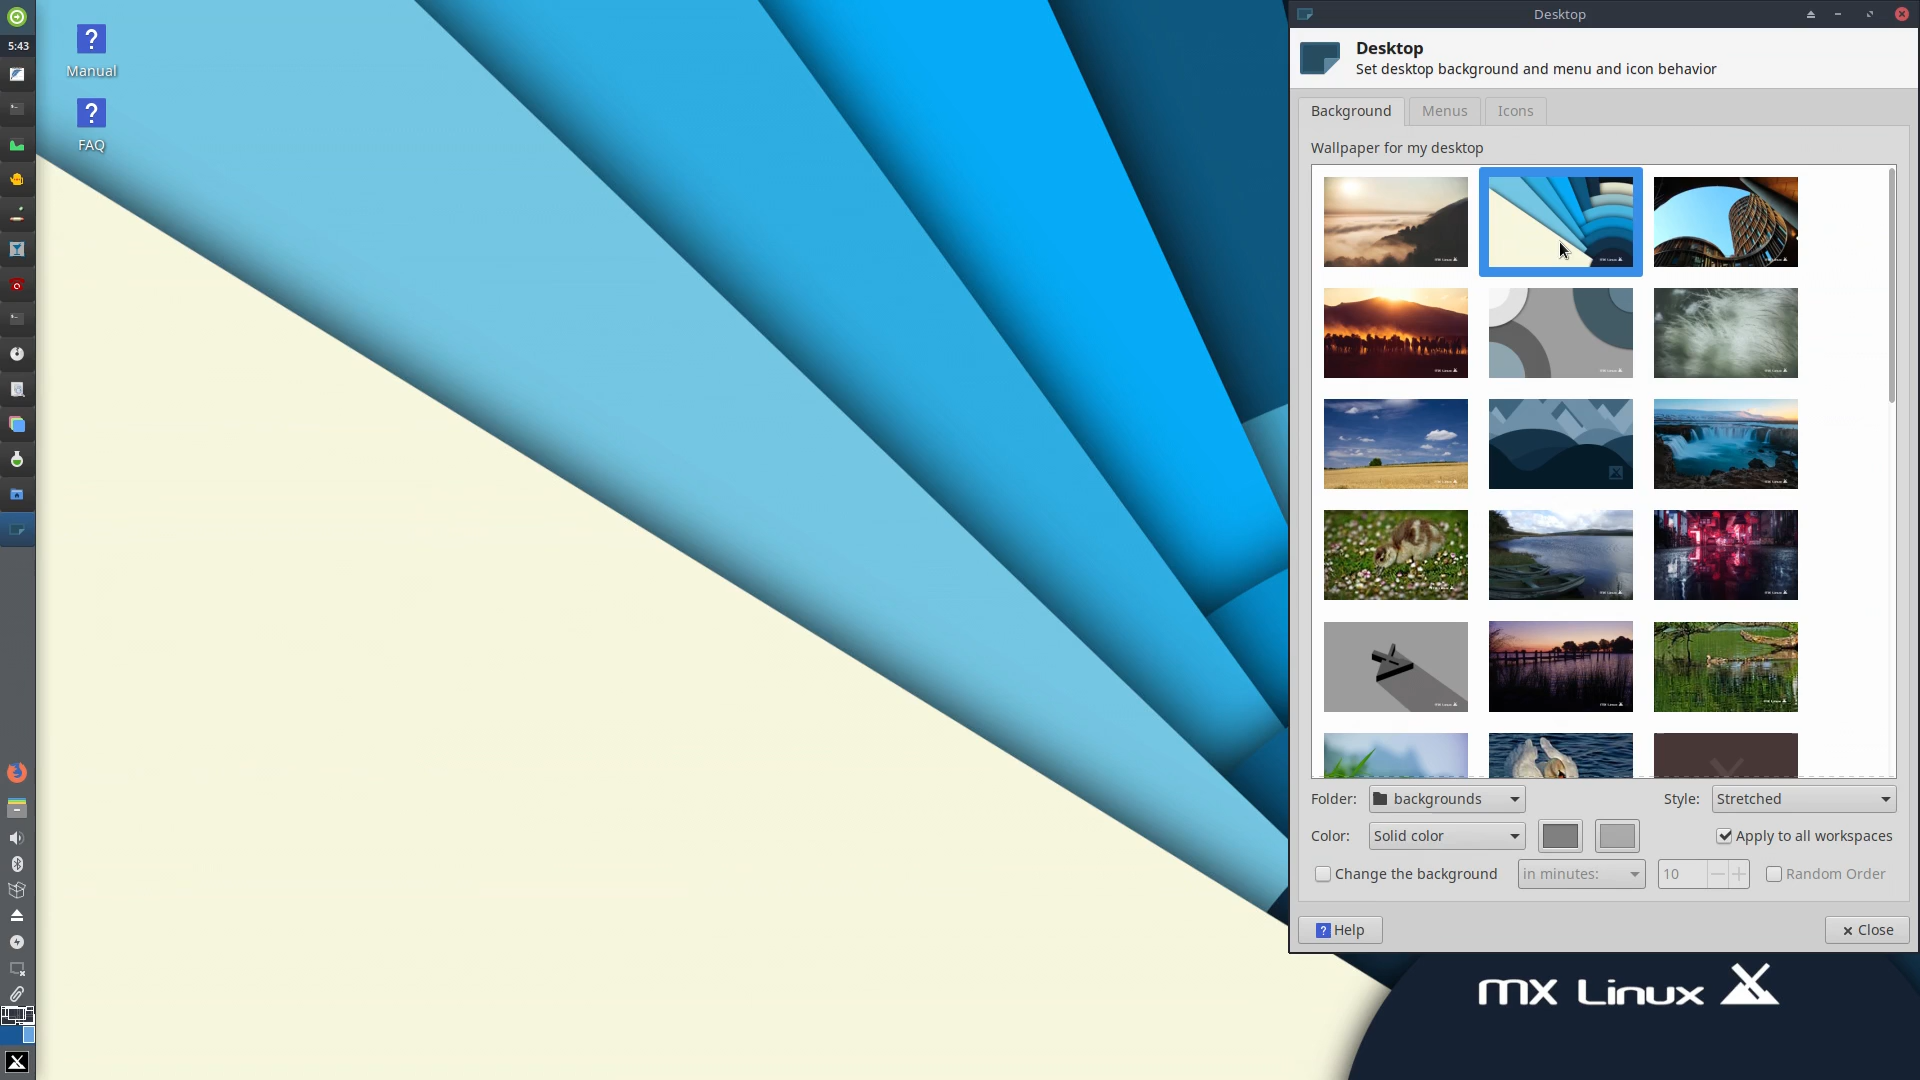 5:43
Manual
FAQ
Desktop
Desktop
Set desktop background and menu and icon behavior
Background
Menus
Icons
Wallpaper for my desktop
Folder:
backgrounds
Style:
Stretched
Color:
Solid color
Apply to all workspaces
Change the background
in minutes:
10
Random Order
? Help
Close
MX Linux